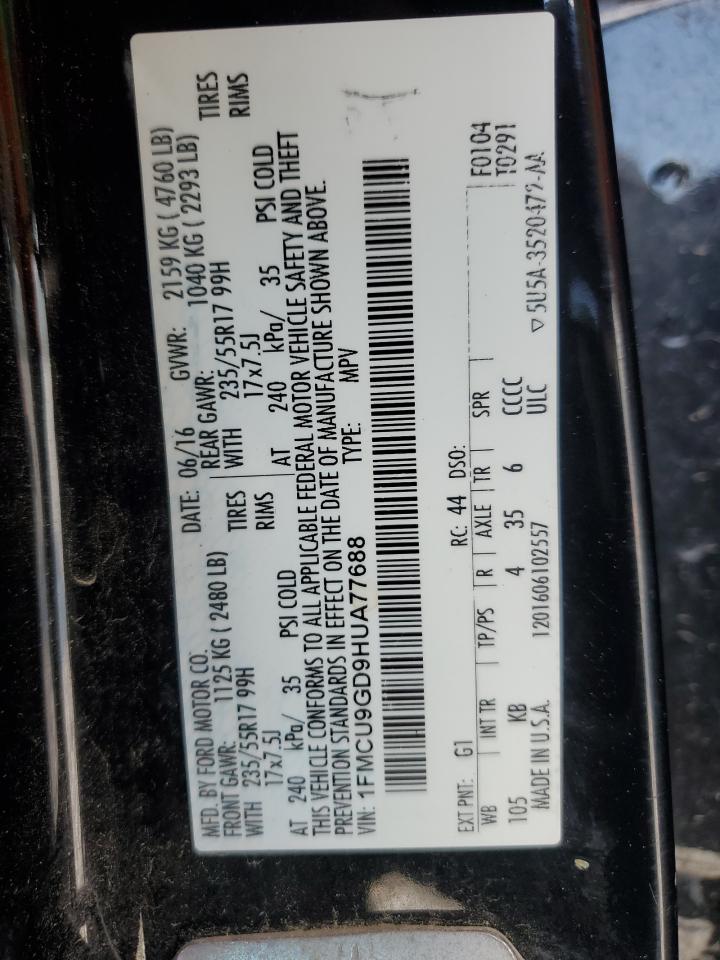 MFD. BY FORD MOTOR CO. DATE: 06/16 GVWR: 2159 KG ( 4760 LB)
FRONT GAWR: 1125 KG ( 2480 LB) REAR GAWR: 1040 KG ( 2293 LB)
WITH 235/55R17 99H TIRES WITH 235/55R17 99H TIRES
17x7.5J RIMS 17x7.5J RIMS
AT 240 kPa/ 35 PSI COLD AT 240 kPa/ 35 PSI COLD
THIS VEHICLE CONFORMS TO ALL APPLICABLE FEDERAL MOTOR VEHICLE SAFETY AND THEFT
PREVENTION STANDARDS IN EFFECT ON THE DATE OF MANUFACTURE SHOWN ABOVE.
VIN: 1FMCU9GD9HUA77688 TYPE: MPV
EXT PNT: G1 RC: 44 DSO: F0104
WB INT TR TP/PS R AXLE TR SPR T0291
105 KB 4 35 6 CCCC
MADE IN U.S.A. 1201606102557 ULC ▽5U5A-3520472-AA